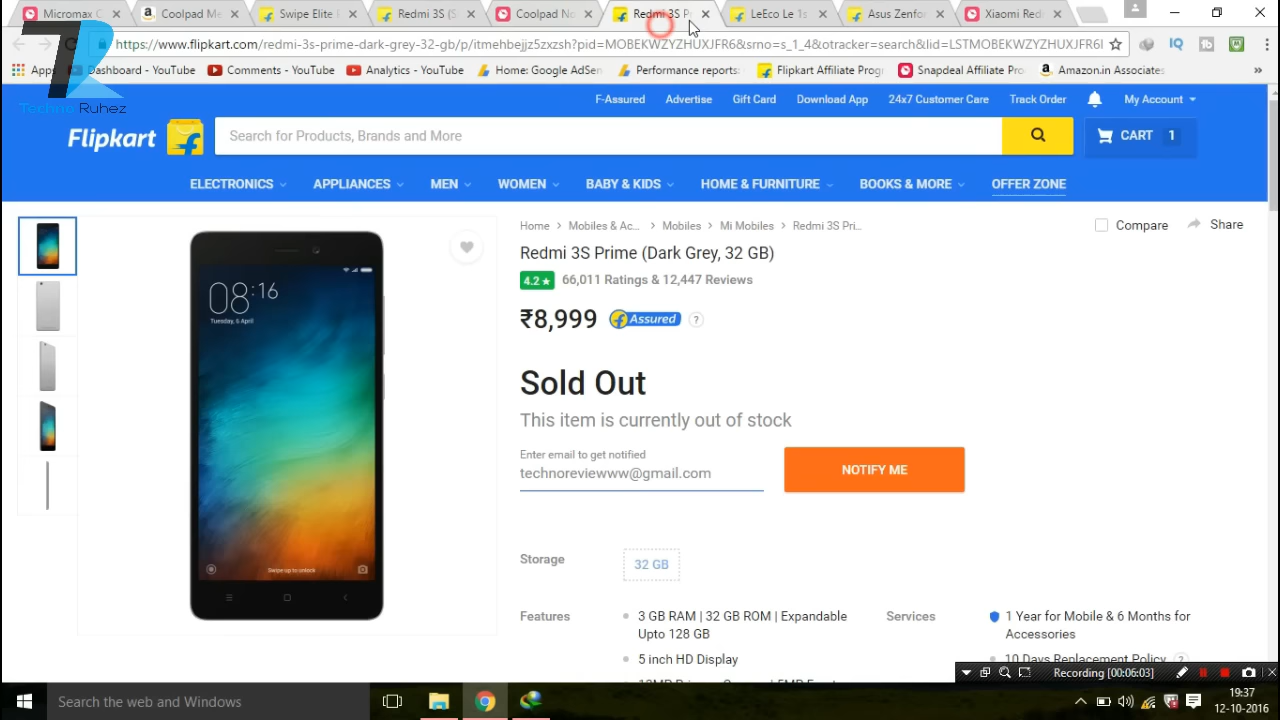 Micromax C
Coolpad Me
Swipe Elite
Redmi 3S
Coolpad No
Redmi 3S P
LeEco Le 1s
Asus Zenfo
Xiaomi Redm
https://www.flipkart.com/redmi-3s-prime-dark-grey-32-gb/p/itmehbejjz5zxzsh?pid=MOBEKWZYZHUXJFR6&srno=s_1_4&otracker=search&lid=LSTMOBEKWZYZHUXJFR6
Apps
Dashboard - YouTube
Analytics - YouTube
Home: Google AdSen
Performance reports:
Flipkart Affiliate Prog
Snapdeal Affiliate Pro
Amazon.in Associates
Techno Ruhez
F-Assured
Advertise
Gift Card
Download App
24x7 Customer Care
Track Order
My Account
Flipkart
Search for Products, Brands and More
CART 1
ELECTRONICS
APPLIANCES
MEN
WOMEN
BABY & KIDS
HOME & FURNITURE
BOOKS & MORE
OFFER ZONE
Home > Mobiles & Ac... > Mobiles > Mi Mobiles > Redmi 3S Pri...
Compare
Share
Redmi 3S Prime (Dark Grey, 32 GB)
4.2 ★ 66,011 Ratings & 12,447 Reviews
₹8,999 Assured ?
08:16
Tuesday, 5 April
Swipe up to unlock
Sold Out
This item is currently out of stock
Enter email to get notified
technoreviewww@gmail.com
NOTIFY ME
Storage
32 GB
Features
3 GB RAM | 32 GB ROM | Expandable
Upto 128 GB
5 inch HD Display
Services
1 Year for Mobile & 6 Months for
Accessories
10 Days Replacement Policy ?
Recording [00:06:03]
Search the web and Windows
19:37
12-10-2016